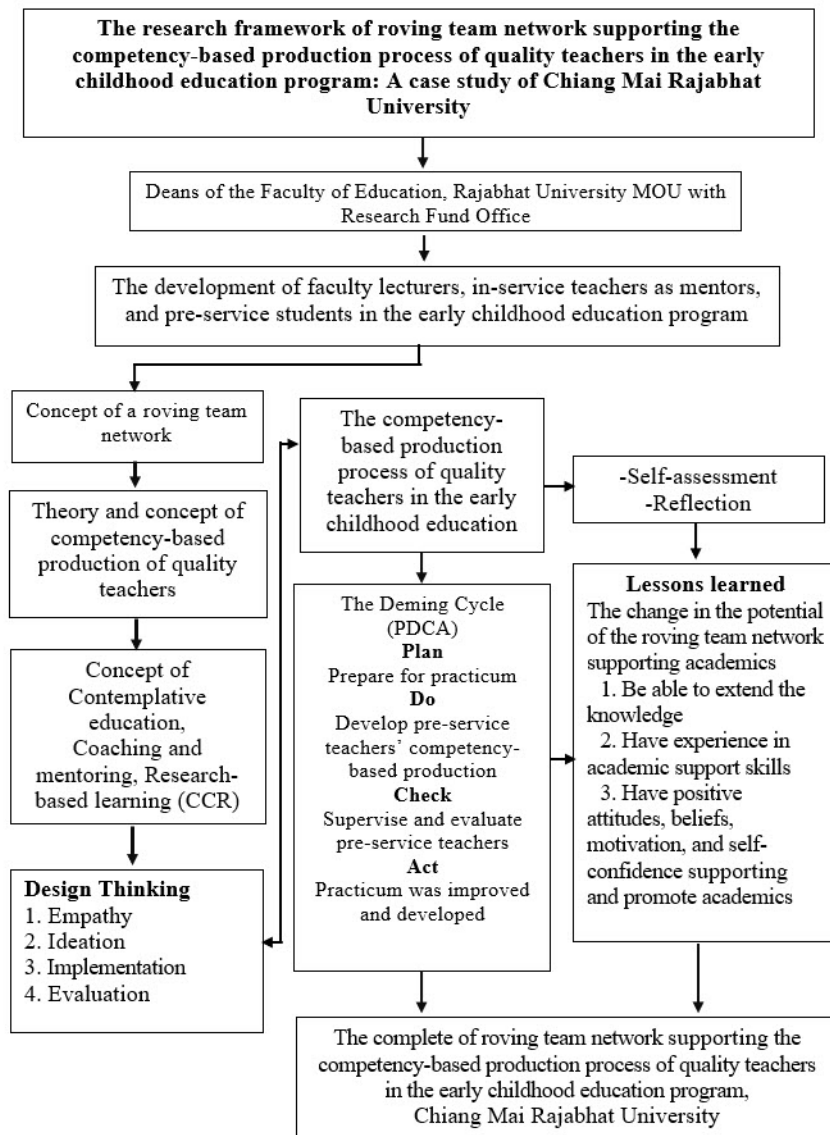 The research framework of roving team network supporting the
competency-based production process of quality teachers in the early
childhood education program: A case study of Chiang Mai Rajabhat
University
Deans of the Faculty of Education, Rajabhat University MOU with
Research Fund Office
The development of faculty lecturers, in-service teachers as mentors,
and pre-service students in the early childhood education program
Concept of a roving team
network
Theory and concept of
competency-based
production of quality
teachers
Concept of
Contemplative
education,
Coaching and
mentoring, Research-
based learning (CCR)
Design Thinking
1. Empathy
2. Ideation
3. Implementation
4. Evaluation
The competency-
based production
process of quality
teachers in the early
childhood education
The Deming Cycle
(PDCA)
Plan
Prepare for practicum
Do
Develop pre-service
teachers’ competency-
based production
Check
Supervise and evaluate
pre-service teachers
Act
Practicum was improved
and developed
-Self-assessment
-Reflection
Lessons learned
The change in the potential
of the roving team network
supporting academics
1. Be able to extend the
knowledge
2. Have experience in
academic support skills
3. Have positive
attitudes, beliefs,
motivation, and self-
confidence supporting
and promote academics
The complete of roving team network supporting the
competency-based production process of quality teachers
in the early childhood education program,
Chiang Mai Rajabhat University